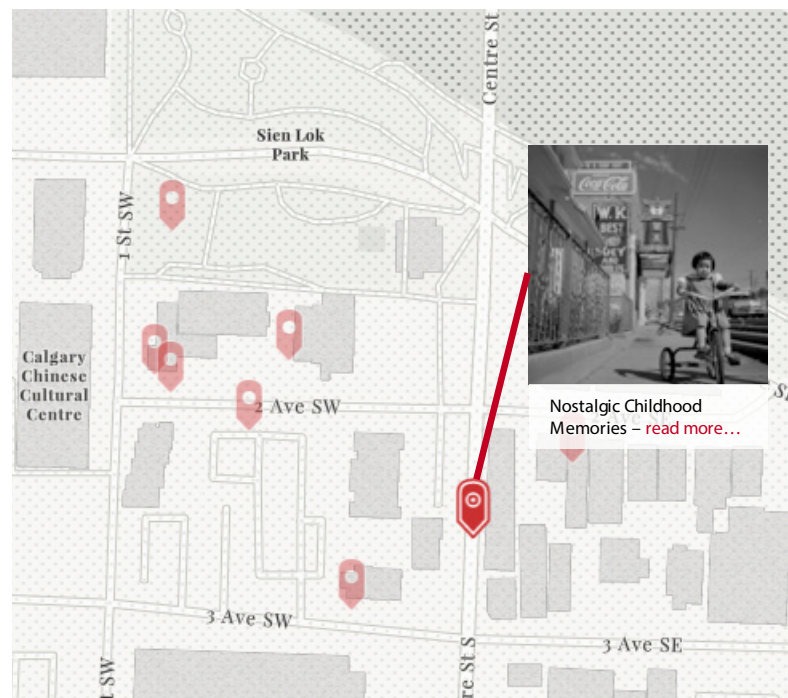 Centre St
Sien Lok
Park
1 St SW
Coca-Cola
W.K
BEST
Calgary
Chinese
Cultural
Centre
2 Ave SW
Nostalgic Childhood
Memories – read more…
3 Ave SW
3 Ave SE
t SW
re St S